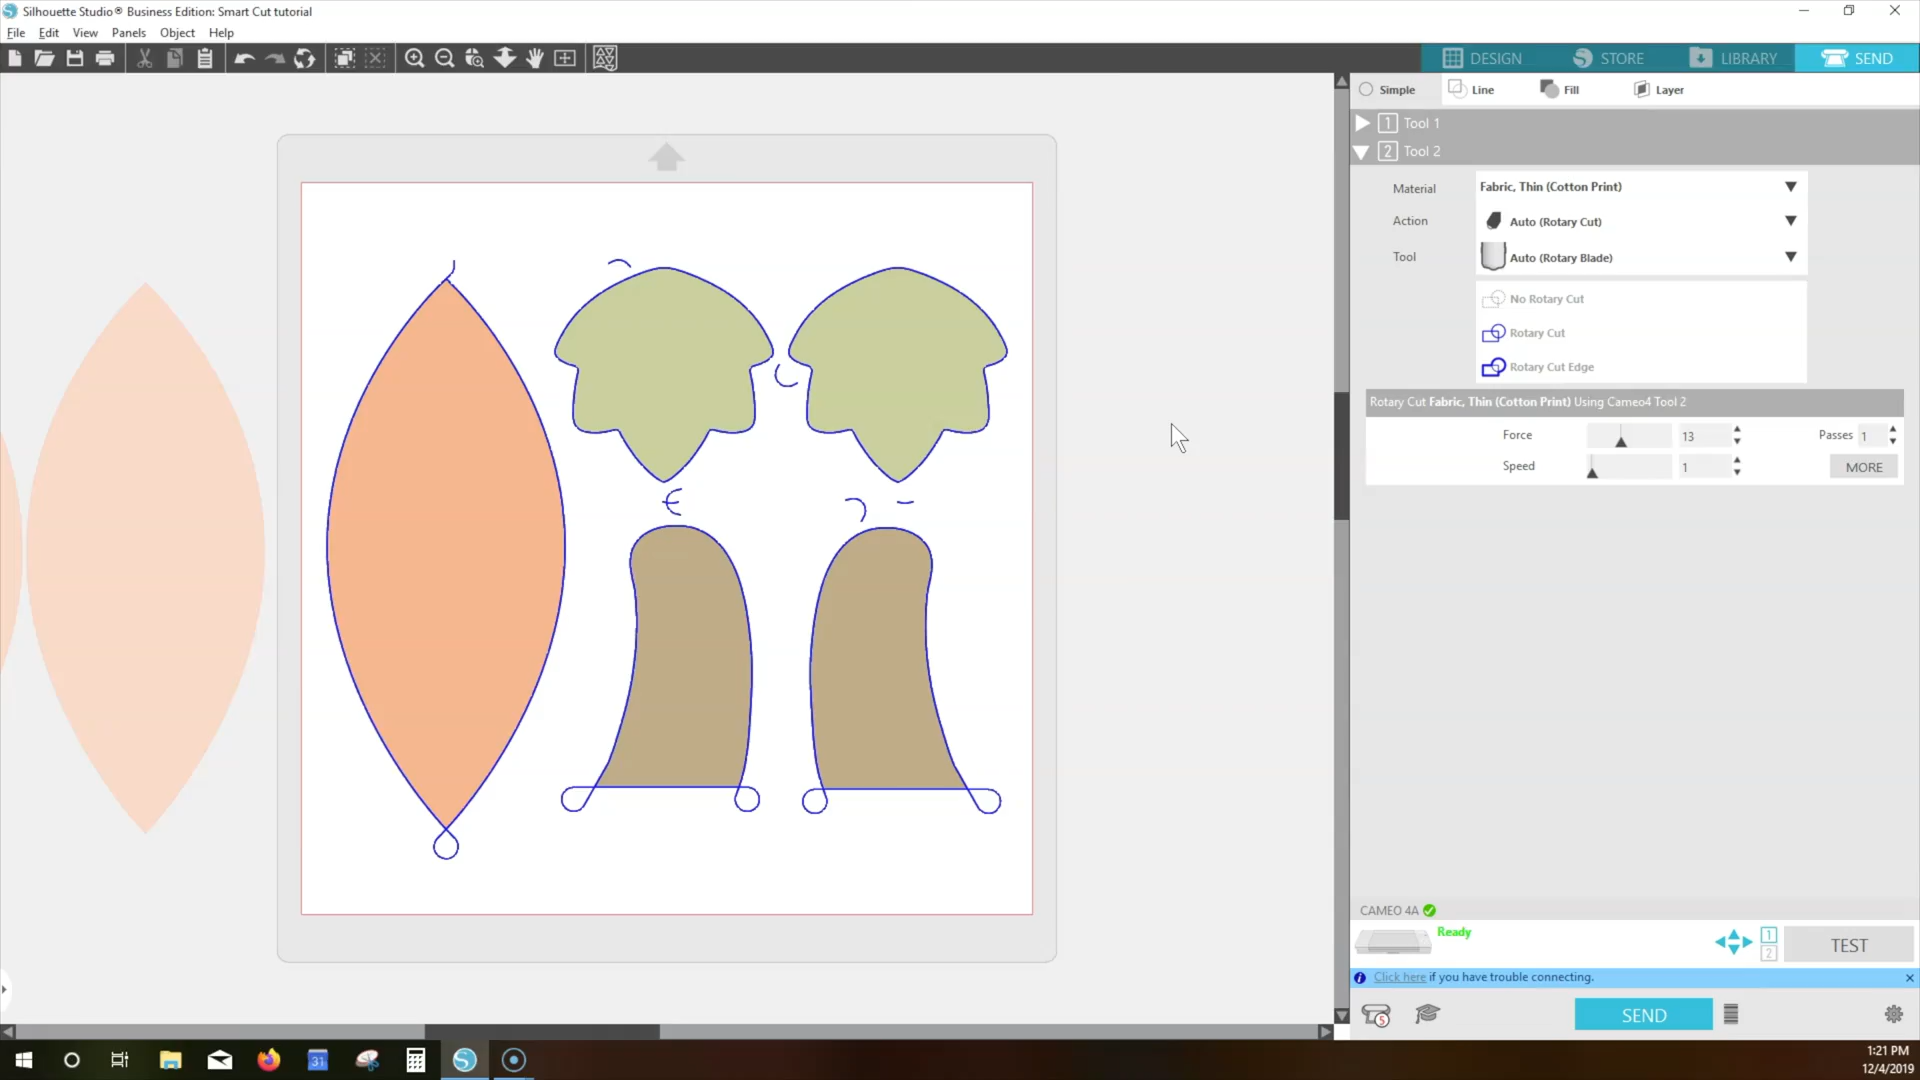 Silhouette Studio® Business Edition: Smart Cut tutorial
File Edit View Panels Object Help
DESIGN STORE LIBRARY SEND
Simple Line Fill Layer
1 Tool 1
2 Tool 2
Material Fabric, Thin (Cotton Print)
Action Auto (Rotary Cut)
Tool Auto (Rotary Blade)
No Rotary Cut
Rotary Cut
Rotary Cut Edge
Rotary Cut Fabric, Thin (Cotton Print) Using Cameo4 Tool 2
Force 13 Passes 1
Speed 1 MORE
CAMEO 4A
Ready
1
2
TEST
Click here if you have trouble connecting.
5
SEND
31
1:21 PM
12/4/2019